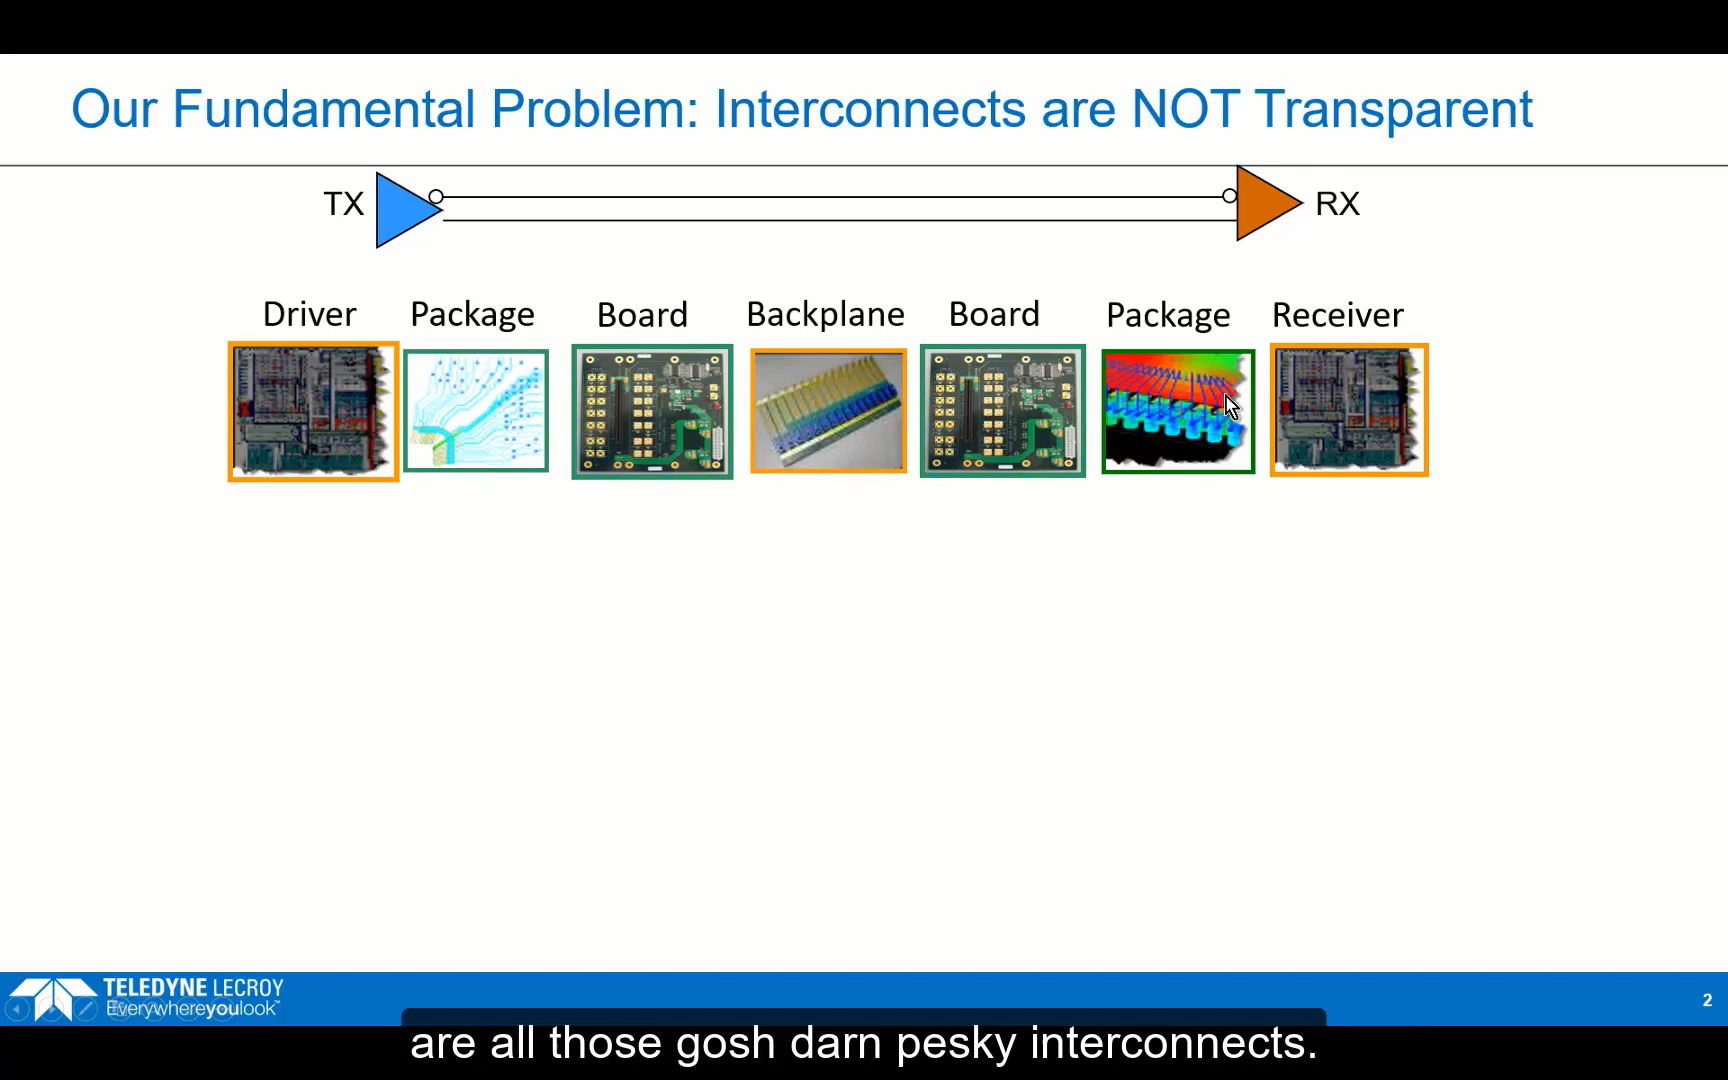 Our Fundamental Problem: Interconnects are NOT Transparent
TX
RX
Driver
Package
Board
Backplane
Board
Package
Receiver
TELEDYNE LECROY
Everywhereyoulook™
2
are all those gosh darn pesky interconnects.